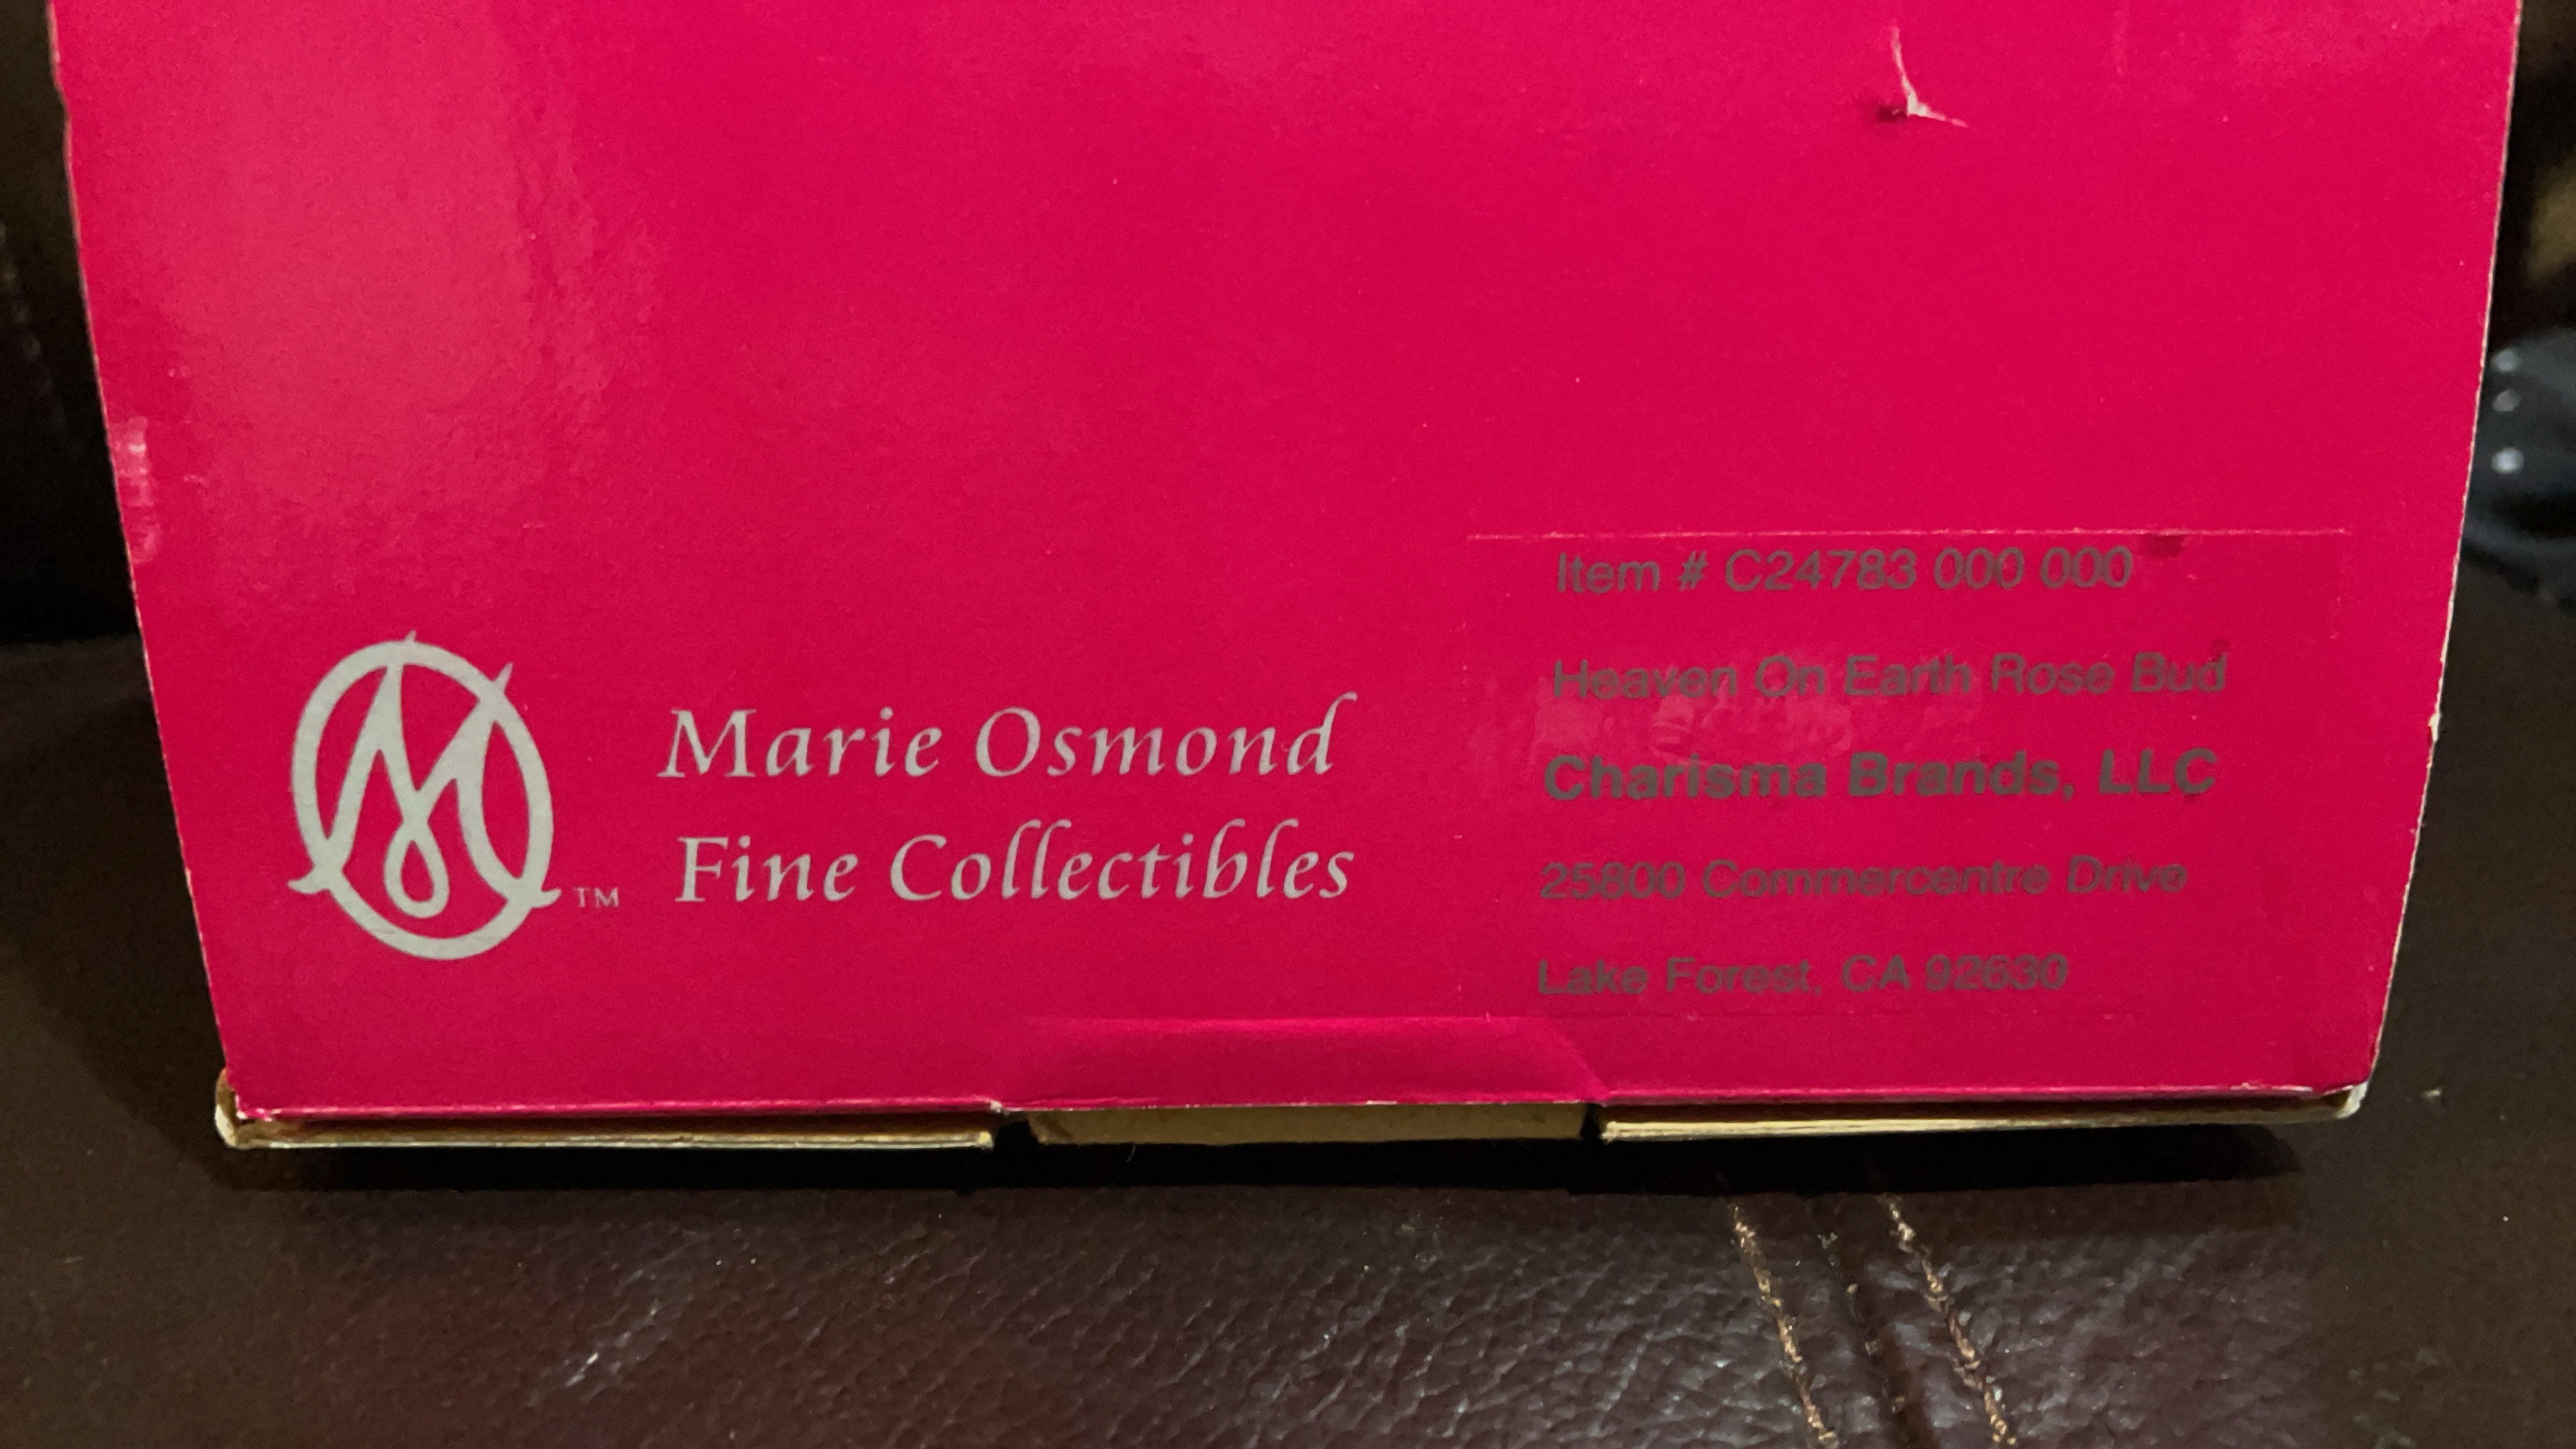 Marie Osmond
Fine Collectibles
TM
Item # C24783 000 000
Heaven On Earth Rose Bud
Charisma Brands, LLC
25800 Commercentre Drive
Lake Forest, CA 92630